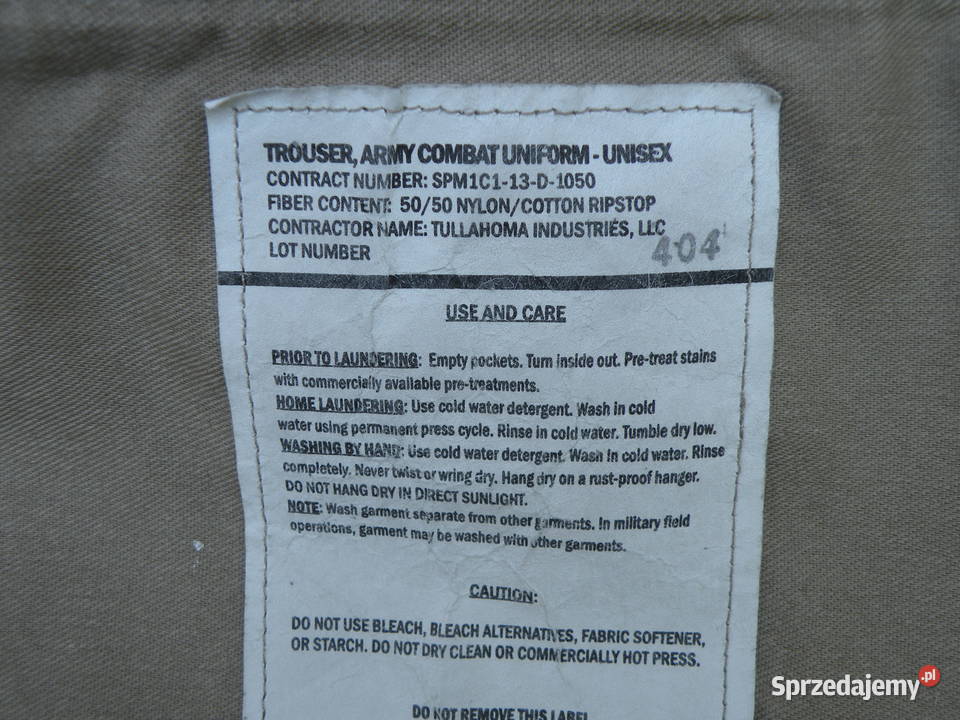 TROUSER, ARMY COMBAT UNIFORM - UNISEX
CONTRACT NUMBER: SPM1C1-13-D-1050
FIBER CONTENT: 50/50 NYLON/COTTON RIPSTOP
CONTRACTOR NAME: TULLAHOMA INDUSTRIES, LLC
LOT NUMBER 404
USE AND CARE
PRIOR TO LAUNDERING: Empty pockets. Turn inside out. Pre-treat stains
with commercially available pre-treatments.
HOME LAUNDERING: Use cold water detergent. Wash in cold
water using permanent press cycle. Rinse in cold water. Tumble dry low.
WASHING BY HAND: Use cold water detergent. Wash in cold water. Rinse
completely. Never twist or wring dry. Hang dry on a rust-proof hanger.
DO NOT HANG DRY IN DIRECT SUNLIGHT.
NOTE: Wash garment separate from other garments. In military field
operations, garment may be washed with other garments.
CAUTION:
DO NOT USE BLEACH, BLEACH ALTERNATIVES, FABRIC SOFTENER,
OR STARCH. DO NOT DRY CLEAN OR COMMERCIALLY HOT PRESS.
DO NOT REMOVE THIS LABEL
Sprzedajemy.pl